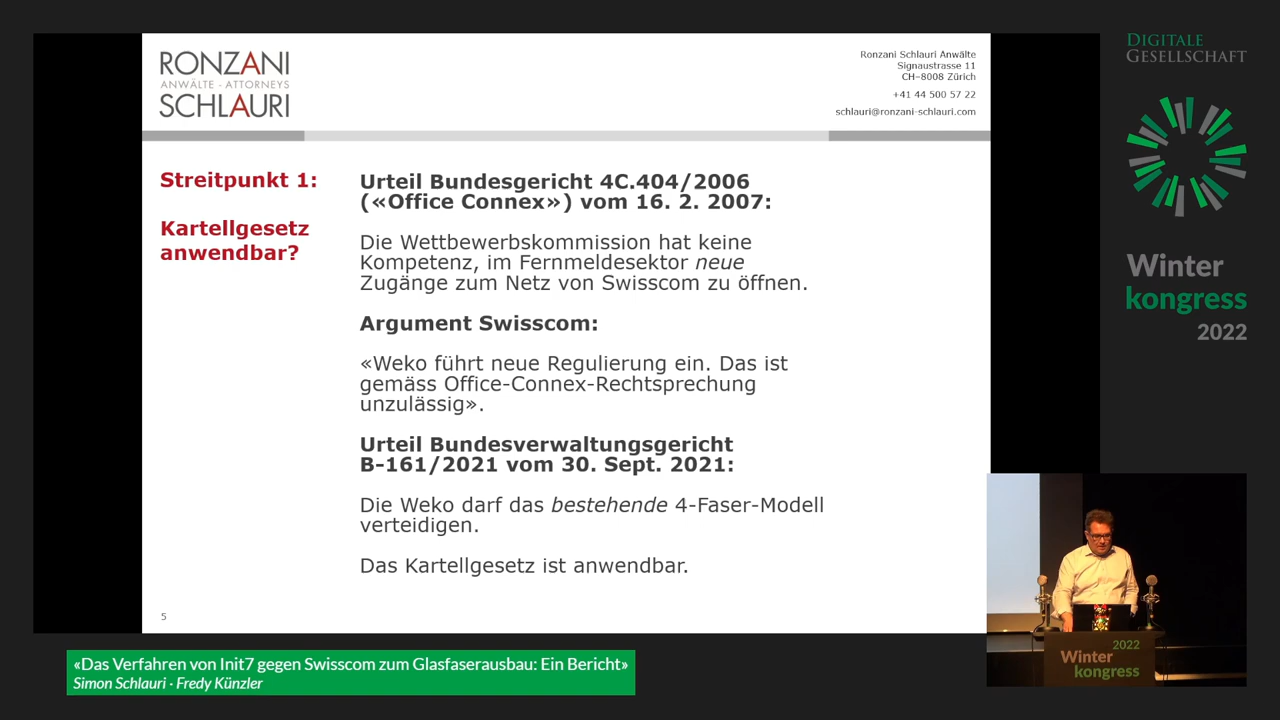 RONZANI
ANWÄLTE · ATTORNEYS
SCHLAURI
Ronzani Schlauri Anwälte
Signaustrasse 11
CH–8008 Zürich
+41 44 500 57 22
schlauri@ronzani-schlauri.com
Streitpunkt 1:
Kartellgesetz
anwendbar?
Urteil Bundesgericht 4C.404/2006
(«Office Connex») vom 16. 2. 2007:
Die Wettbewerbskommission hat keine
Kompetenz, im Fernmeldesektor neue
Zugänge zum Netz von Swisscom zu öffnen.
Argument Swisscom:
«Weko führt neue Regulierung ein. Das ist
gemäss Office-Connex-Rechtsprechung
unzulässig».
Urteil Bundesverwaltungsgericht
B-161/2021 vom 30. Sept. 2021:
Die Weko darf das bestehende 4-Faser-Modell
verteidigen.
Das Kartellgesetz ist anwendbar.
5
DIGITALE
GESELLSCHAFT
Winter
kongress
2022
2022
Winter
kongress
«Das Verfahren von Init7 gegen Swisscom zum Glasfaserausbau: Ein Bericht»
Simon Schlauri · Fredy Künzler